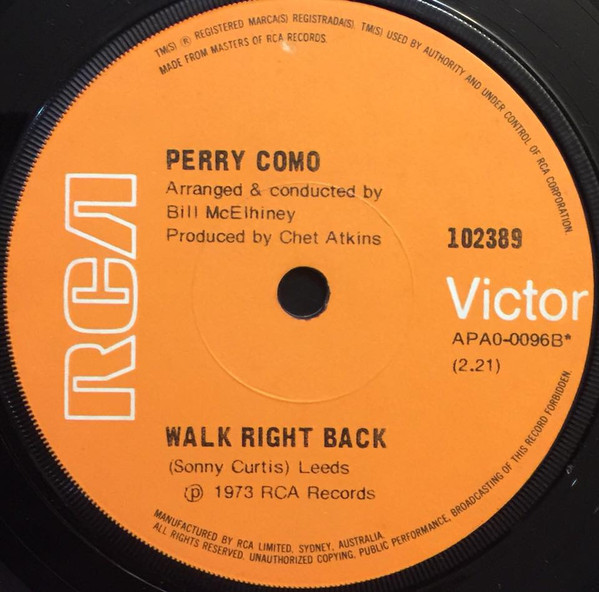 TM(S) ® REGISTERED MARCA(S) REGISTRADA(S). TM(S) USED BY AUTHORITY AND UNDER CONTROL OF RCA CORPORATION.
MADE FROM MASTERS OF RCA RECORDS.
RCA
PERRY COMO
Arranged & conducted by
Bill McElhiney
Produced by Chet Atkins
102389
Victor
APA0-0096B*
(2.21)
WALK RIGHT BACK
(Sonny Curtis) Leeds
℗ 1973 RCA Records
MANUFACTURED BY RCA LIMITED, SYDNEY, AUSTRALIA.
ALL RIGHTS RESERVED. UNAUTHORIZED COPYING, PUBLIC PERFORMANCE, BROADCASTING OF THIS RECORD FORBIDDEN.